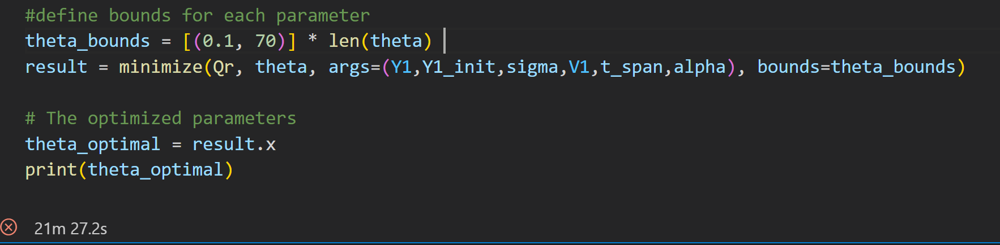 #define bounds for each parameter
theta_bounds = [(0.1, 70)] * len(theta)
result = minimize(Qr, theta, args=(Y1,Y1_init,sigma,V1,t_span,alpha), bounds=theta_bounds)
# The optimized parameters
theta_optimal = result.x
print(theta_optimal)
21m 27.2s